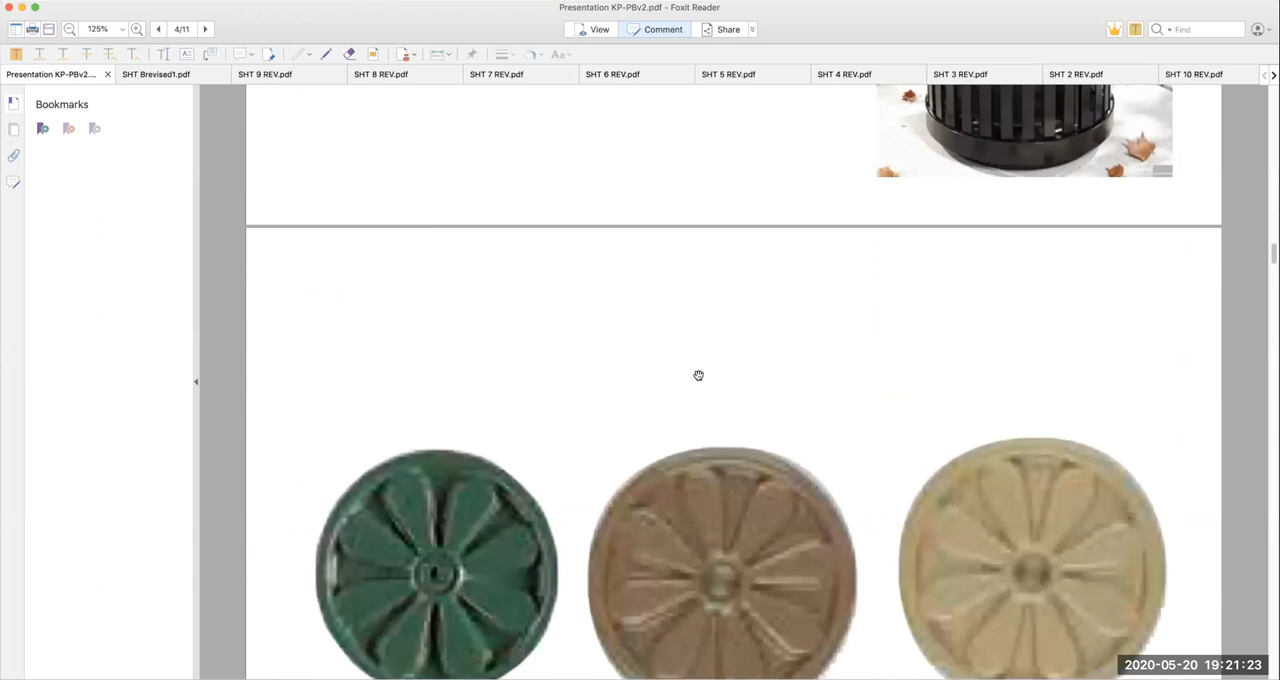 Presentation KP-PBv2.pdf - Foxit Reader
125%
4/11
View
Comment
Share
Find
Aa
Presentation KP-PBv2....
SHT Brevised1.pdf
SHT 9 REV.pdf
SHT 8 REV.pdf
SHT 7 REV.pdf
SHT 6 REV.pdf
SHT 5 REV.pdf
SHT 4 REV.pdf
SHT 3 REV.pdf
SHT 2 REV.pdf
SHT 10 REV.pdf
Bookmarks
2020-05-20 19:21:23